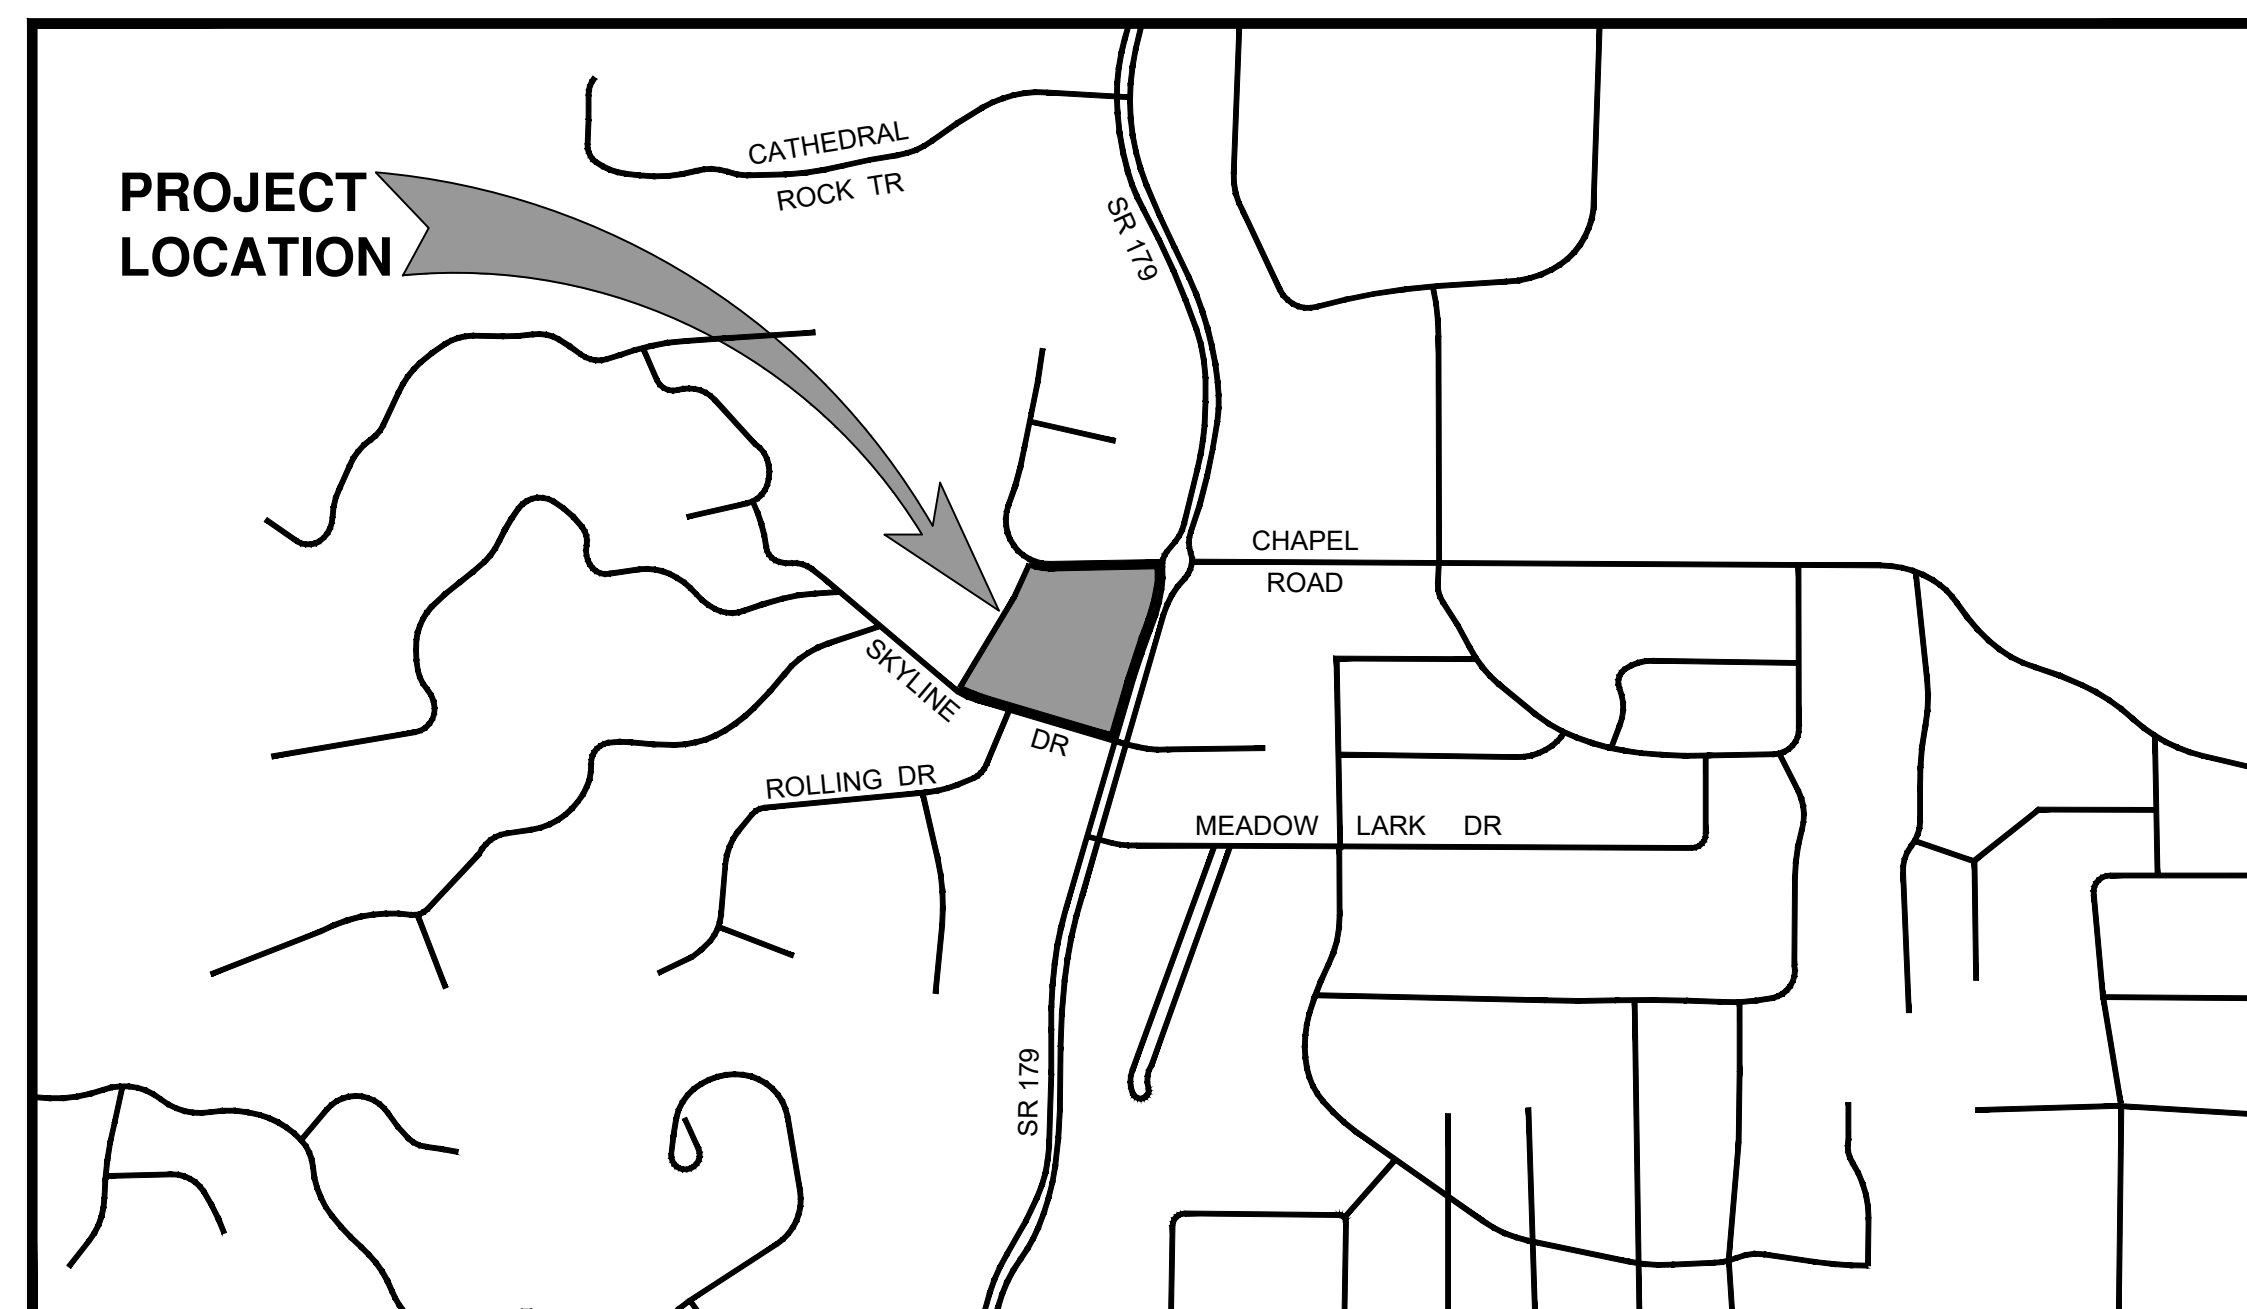 CATHEDRAL
ROCK TR
PROJECT
LOCATION
SR 179
CHAPEL
ROAD
SKYLINE
DR
ROLLING DR
MEADOW LARK DR
SR 179